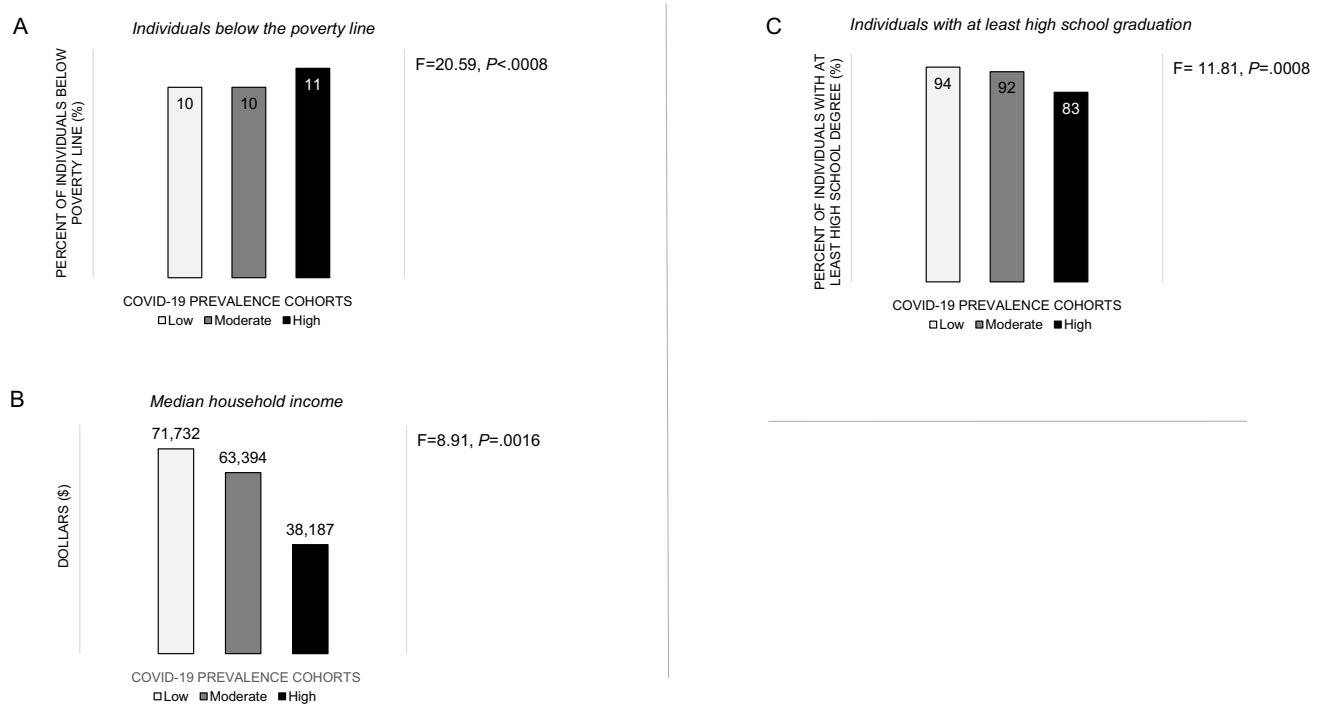 A
Individuals below the poverty line
PERCENT OF INDIVIDUALS BELOW
POVERTY LINE (%)
10
10
11
F=20.59, P<.0008
COVID-19 PREVALENCE COHORTS
Low Moderate High
B
Median household income
DOLLARS ($)
71,732
63,394
38,187
F=8.91, P=.0016
COVID-19 PREVALENCE COHORTS
Low Moderate High
C
Individuals with at least high school graduation
PERCENT OF INDIVIDUALS WITH AT
LEAST HIGH SCHOOL DEGREE (%)
94
92
83
F= 11.81, P=.0008
COVID-19 PREVALENCE COHORTS
Low Moderate High